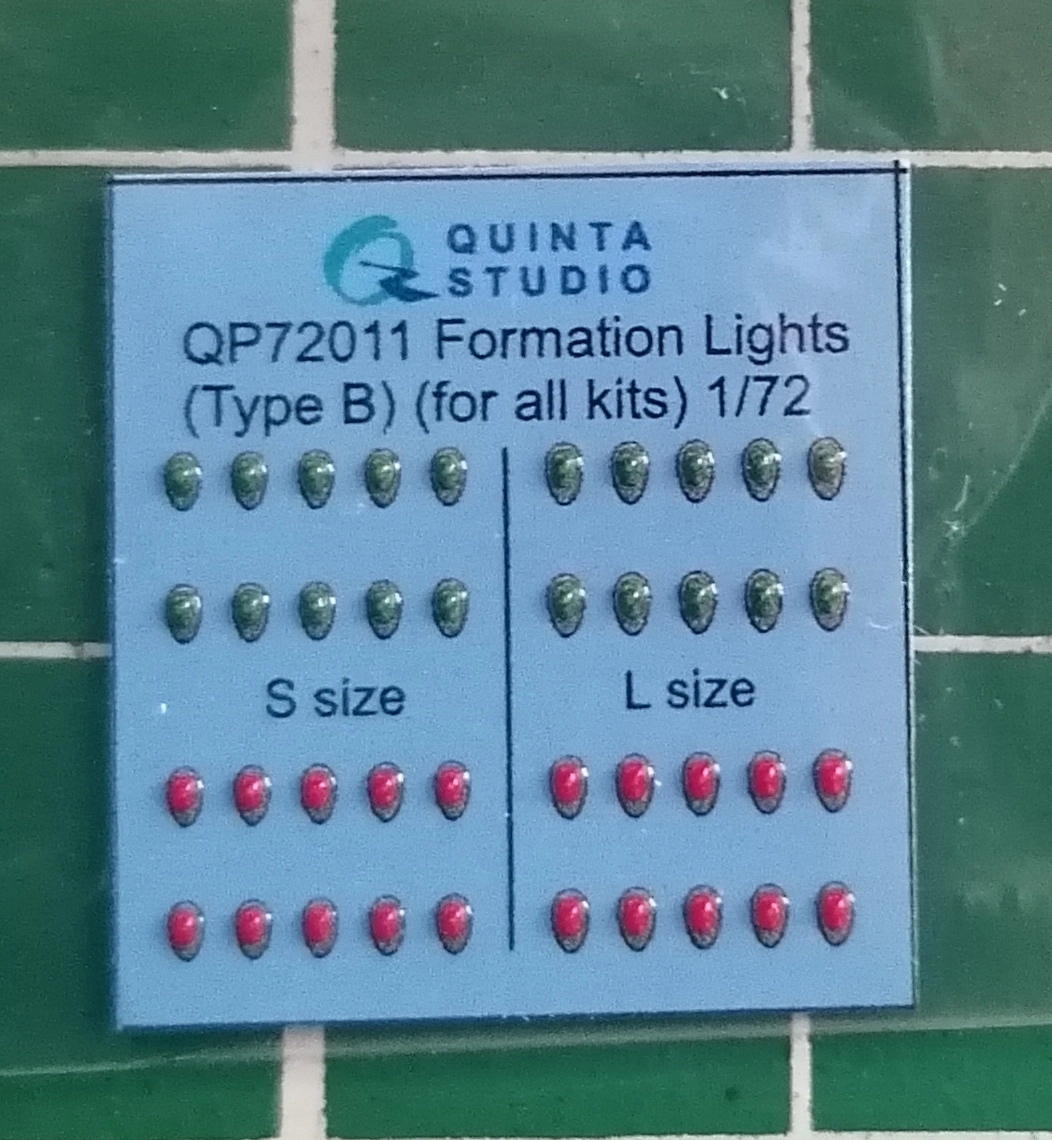 QUINTA
STUDIO
QP72011 Formation Lights
(Type B) (for all kits) 1/72
S size
L size